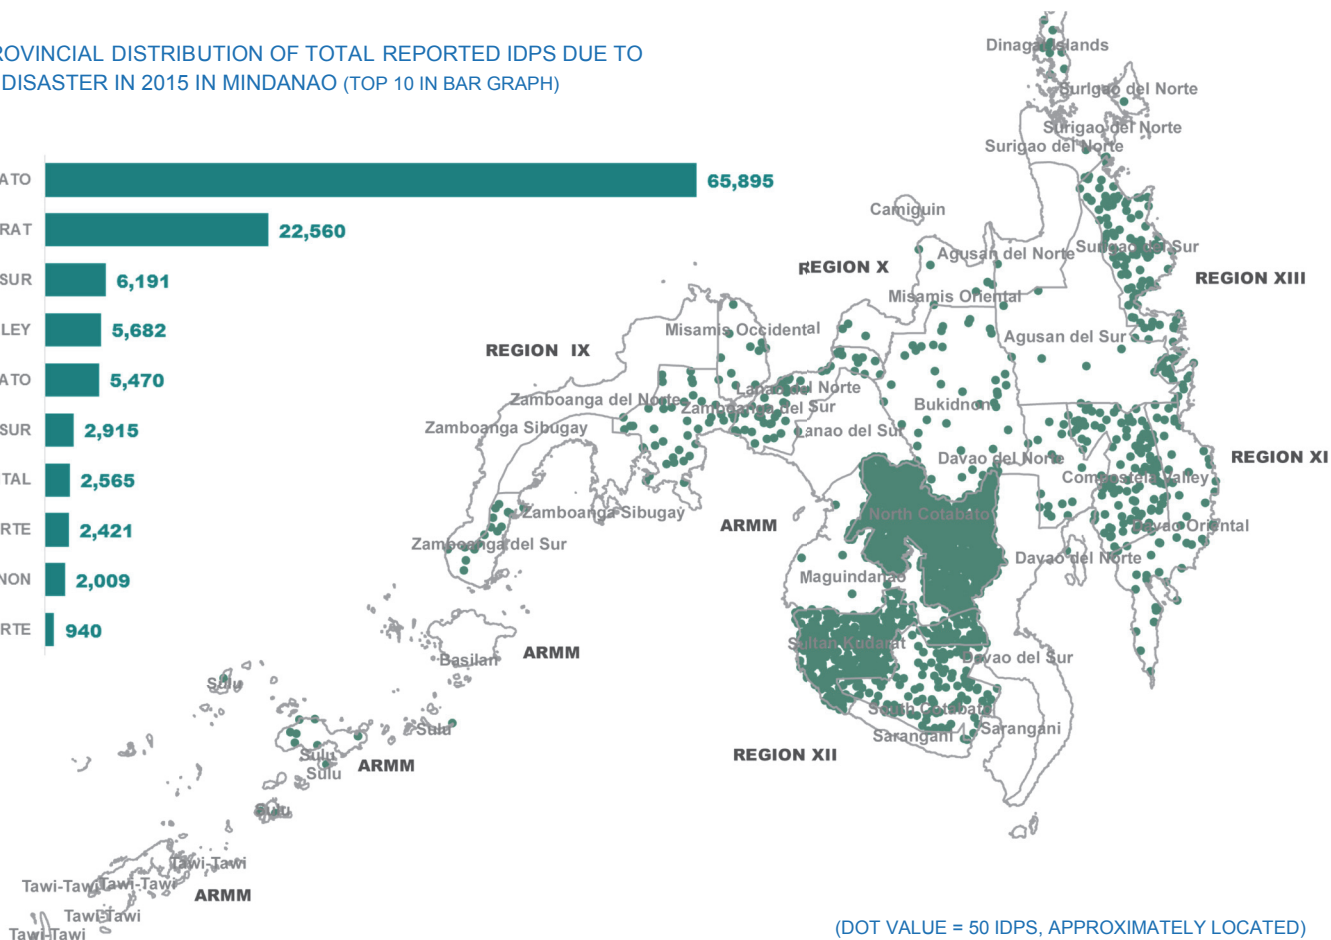 ROVINCIAL DISTRIBUTION OF TOTAL REPORTED IDPS DUE TO
DISASTER IN 2015 IN MINDANAO (TOP 10 IN BAR GRAPH)
ATO 65,895
RAT 22,560
SUR 6,191
LEY 5,682
ATO 5,470
SUR 2,915
TAL 2,565
RTE 2,421
NON 2,009
RTE 940
Dinagat Islands
Surigao del Norte
Surigao del Norte
Surigao del Norte
Camiguin
Agusan del Norte
Surigao del Sur
REGION X
REGION XIII
Misamis Oriental
Misamis Occidental
Agusan del Sur
REGION IX
Lanao del Norte
Zamboanga del Norte
Zamboanga del Sur
Bukidnon
Zamboanga Sibugay
Lanao del Sur
Davao del Norte
REGION XI
Compostela Valley
Zamboanga Sibugay
North Cotabato
ARMM
Davao Oriental
Zamboanga del Sur
Davao del Norte
Maguindanao
Sultan Kudarat
ARMM
Basilan
Davao del Sur
Sulu
South Cotabato
Sulu
Sarangani
Sarangani
Sulu
REGION XII
ARMM
Sulu
Sulu
Tawi-Tawi
Tawi-Tawi
Tawi-Tawi
ARMM
Tawi-Tawi
Tawi-Tawi
(DOT VALUE = 50 IDPS, APPROXIMATELY LOCATED)